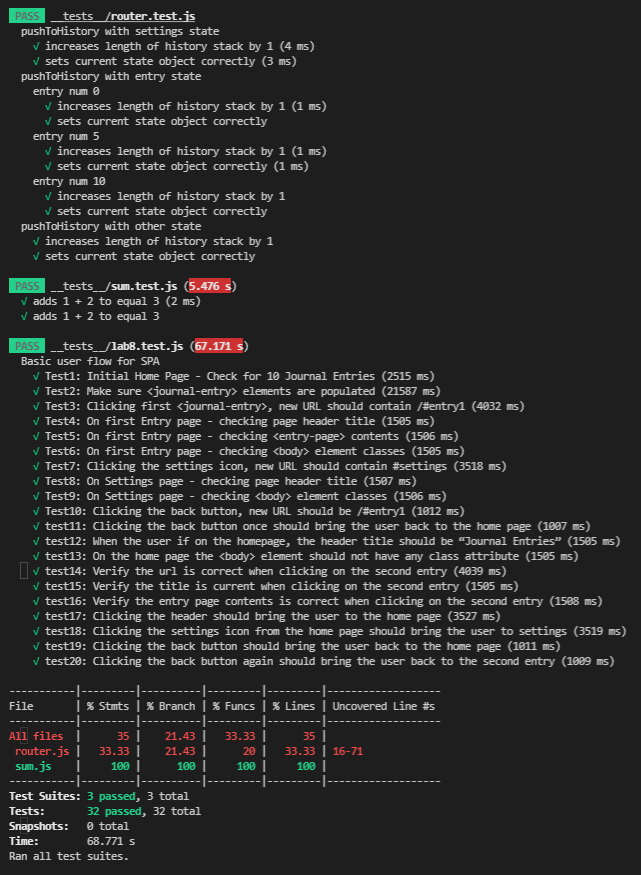 PASS __tests__/router.test.js
pushToHistory with settings state
√ increases length of history stack by 1 (4 ms)
√ sets current state object correctly (3 ms)
pushToHistory with entry state
entry num 0
√ increases length of history stack by 1 (1 ms)
√ sets current state object correctly
entry num 5
√ increases length of history stack by 1 (1 ms)
√ sets current state object correctly (1 ms)
entry num 10
√ increases length of history stack by 1
√ sets current state object correctly
pushToHistory with other state
√ increases length of history stack by 1
√ sets current state object correctly
PASS __tests__/sum.test.js (5.476 s)
√ adds 1 + 2 to equal 3 (2 ms)
√ adds 1 + 2 to equal 3
PASS __tests__/lab8.test.js (67.171 s)
Basic user flow for SPA
√ Test1: Initial Home Page - Check for 10 Journal Entries (2515 ms)
√ Test2: Make sure <journal-entry> elements are populated (21587 ms)
√ Test3: Clicking first <journal-entry>, new URL should contain /#entry1 (4032 ms)
√ Test4: On first Entry page - checking page header title (1505 ms)
√ Test5: On first Entry page - checking <entry-page> contents (1506 ms)
√ Test6: On first Entry page - checking <body> element classes (1505 ms)
√ Test7: Clicking the settings icon, new URL should contain #settings (3518 ms)
√ Test8: On Settings page - checking page header title (1507 ms)
√ Test9: On Settings page - checking <body> element classes (1506 ms)
√ Test10: Clicking the back button, new URL should be /#entry1 (1012 ms)
√ test11: Clicking the back button once should bring the user back to the home page (1007 ms)
√ test12: When the user if on the homepage, the header title should be “Journal Entries” (1505 ms)
√ test13: On the home page the <body> element should not have any class attribute (1505 ms)
√ test14: Verify the url is correct when clicking on the second entry (4039 ms)
√ test15: Verify the title is current when clicking on the second entry (1505 ms)
√ test16: Verify the entry page contents is correct when clicking on the second entry (1508 ms)
√ test17: Clicking the header should bring the user to the home page (3527 ms)
√ test18: Clicking the settings icon from the home page should bring the user to settings (3519 ms)
√ test19: Clicking the back button should bring the user back to the home page (1011 ms)
√ test20: Clicking the back button again should bring the user back to the second entry (1009 ms)
-----------|---------|----------|---------|---------|-------------------
File       | % Stmts | % Branch | % Funcs | % Lines | Uncovered Line #s
-----------|---------|----------|---------|---------|-------------------
All files  |      35 |    21.43 |   33.33 |      35 |
 router.js |   33.33 |    21.43 |      20 |   33.33 | 16-71
 sum.js    |     100 |      100 |     100 |     100 |
-----------|---------|----------|---------|---------|-------------------
Test Suites: 3 passed, 3 total
Tests:       32 passed, 32 total
Snapshots:   0 total
Time:        68.771 s
Ran all test suites.